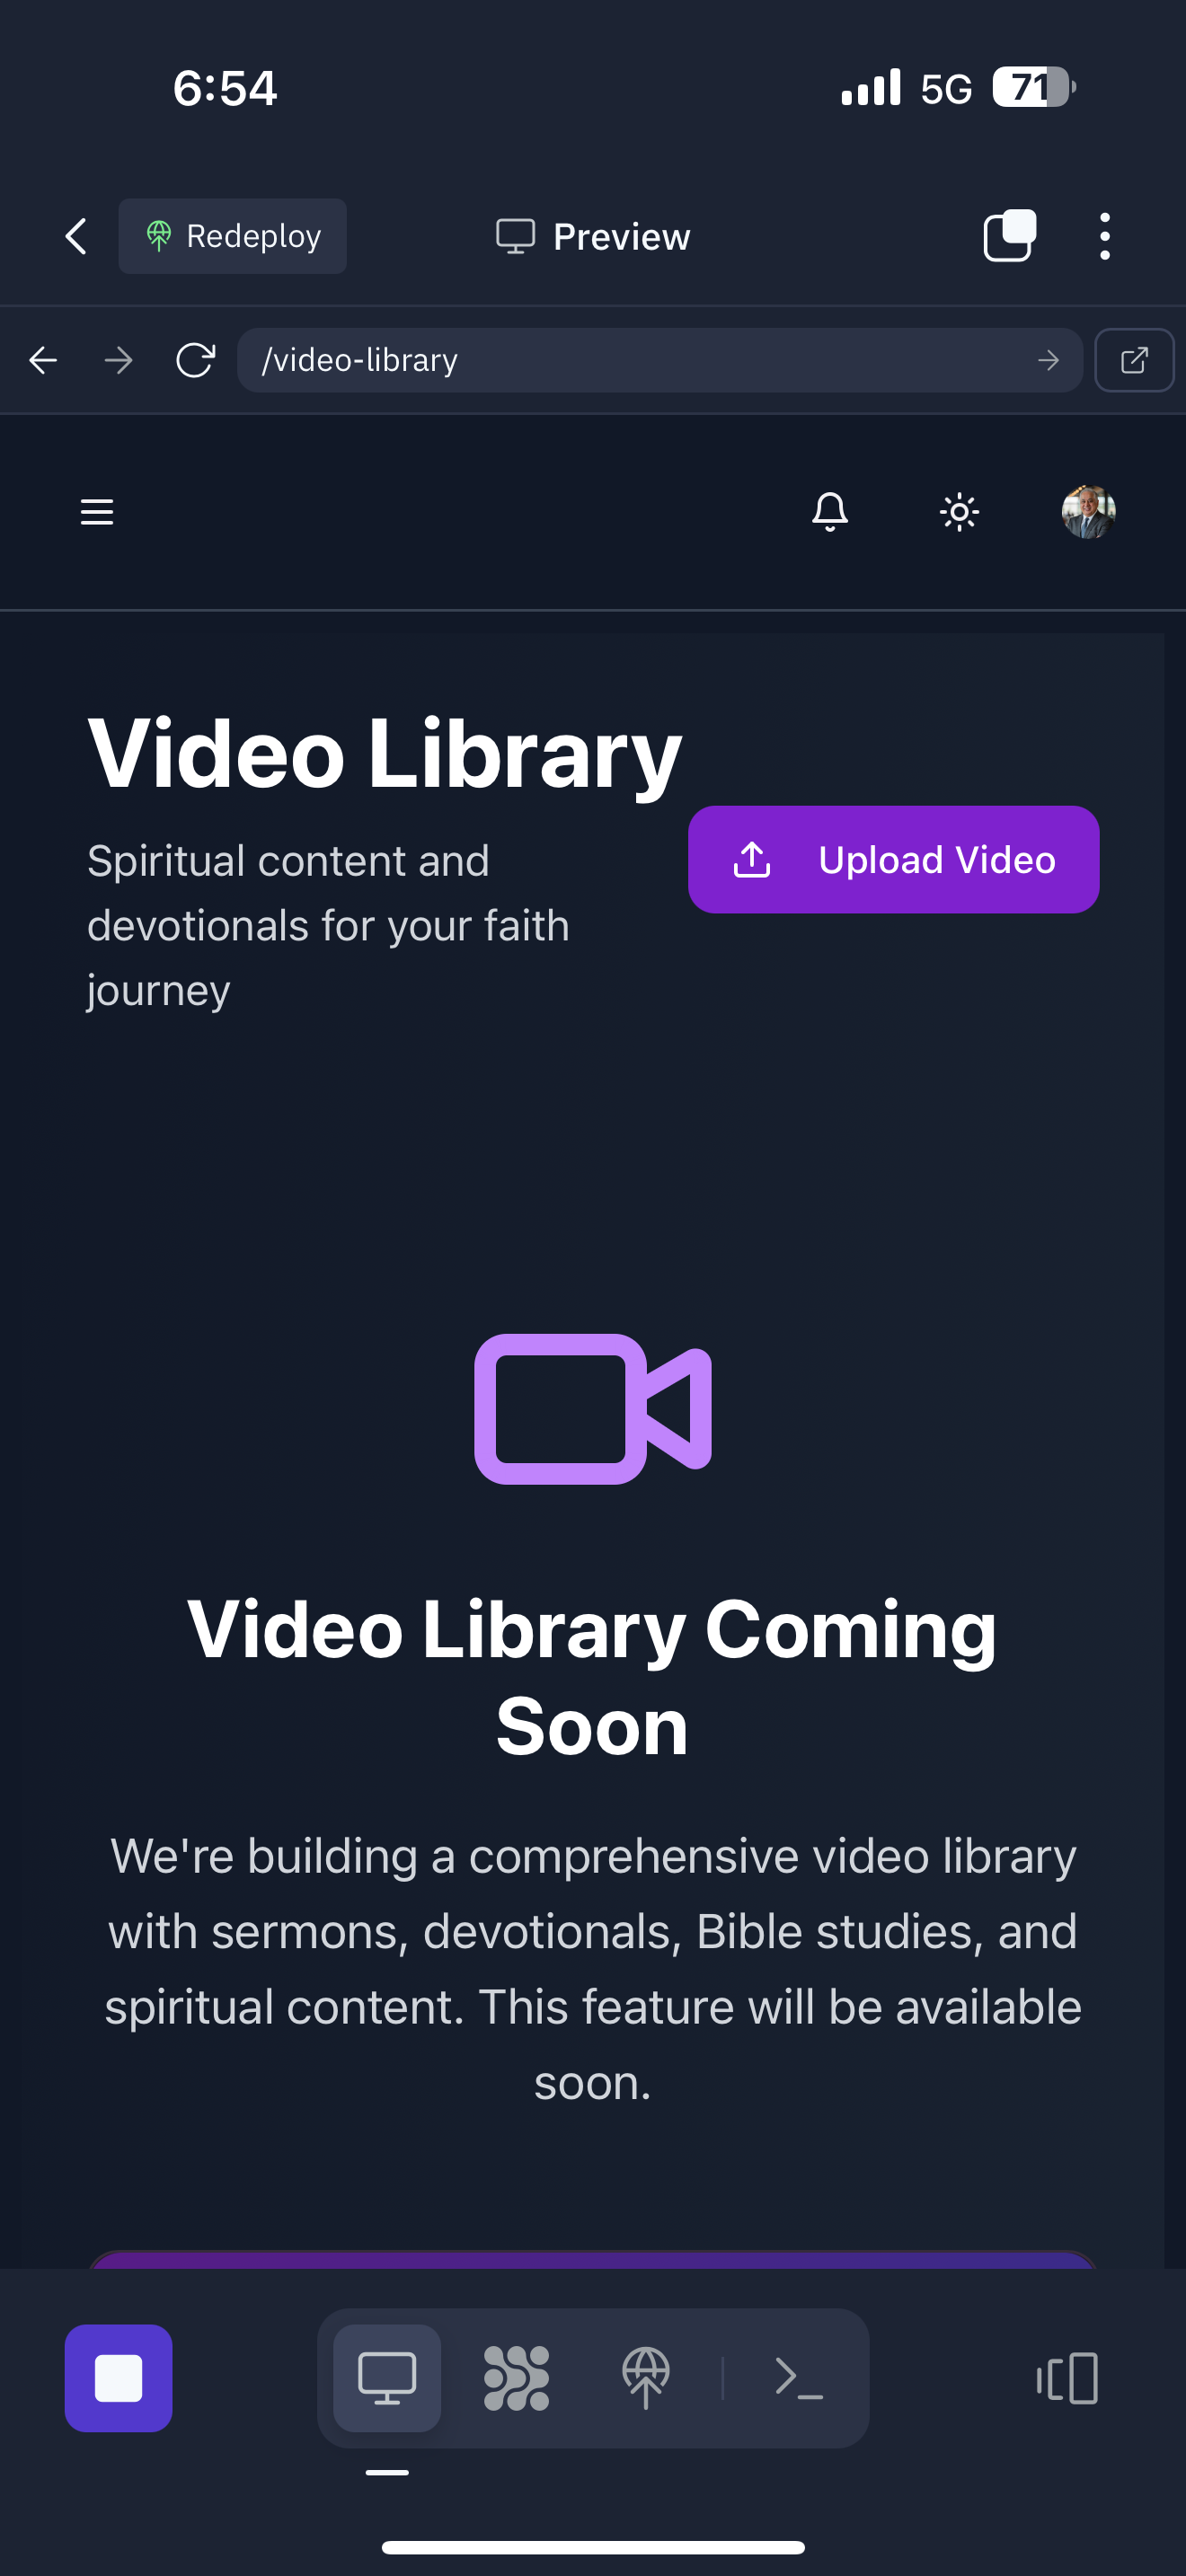 6:54
5G
71
Redeploy
Preview
/video-library
Video Library
Spiritual content and
devotionals for your faith
journey
Upload Video
Video Library Coming
Soon
We're building a comprehensive video library
with sermons, devotionals, Bible studies, and
spiritual content. This feature will be available
soon.